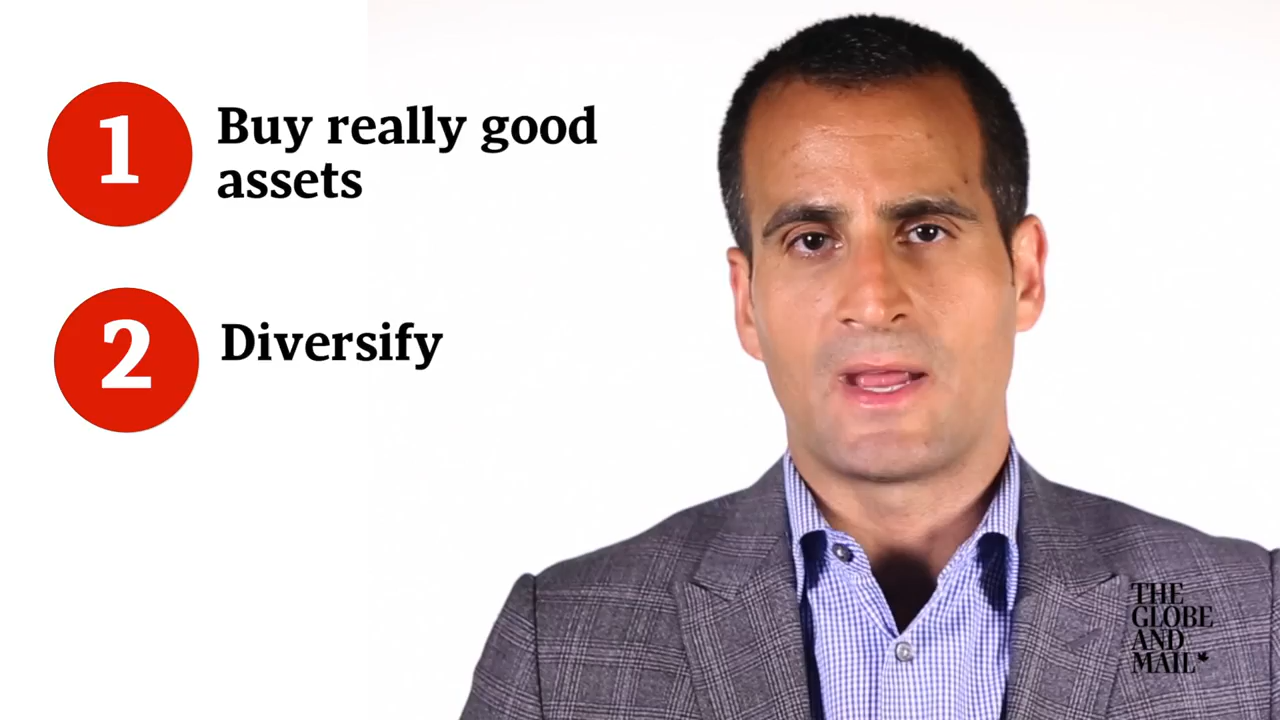 1
Buy really good
assets
2
Diversify
THE
GLOBE
AND
MAIL